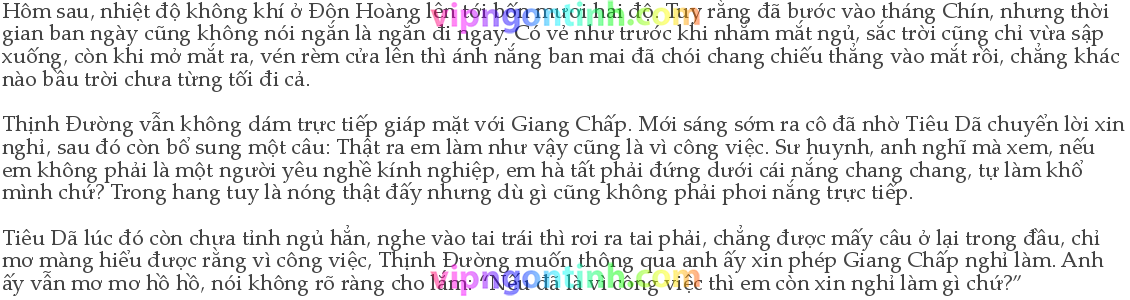 Hôm sau, nhiệt độ không khí ở Đôn Hoàng lên tới bốn mươi hai độ. Tuy rằng đã bước vào tháng Chín, nhưng thời
gian ban ngày cũng không nói ngắn là ngắn đi ngay. Có vẻ như trước khi nhắm mắt ngủ, sắc trời cũng chỉ vừa sập
xuống, còn khi mở mắt ra, vén rèm cửa lên thì ánh nắng ban mai đã chói chang chiếu thẳng vào mắt rồi, chẳng khác
nào bầu trời chưa từng tối đi cả.
Thịnh Đường vẫn không dám trực tiếp giáp mặt với Giang Chấp. Mới sáng sớm ra cô đã nhờ Tiêu Dã chuyển lời xin
nghỉ, sau đó còn bổ sung một câu: Thật ra em làm như vậy cũng là vì công việc. Sư huynh, anh nghĩ mà xem, nếu
em không phải là một người yêu nghề kính nghiệp, em hà tất phải đứng dưới cái nắng chang chang, tự làm khổ
mình chứ? Trong hang tuy là nóng thật đấy nhưng dù gì cũng không phải phơi nắng trực tiếp.
Tiêu Dã lúc đó còn chưa tỉnh ngủ hẳn, nghe vào tai trái thì rơi ra tai phải, chẳng được mấy câu ở lại trong đầu, chỉ
mơ màng hiểu được rằng vì công việc, Thịnh Đường muốn thông qua anh ấy xin phép Giang Chấp nghỉ làm. Anh
ấy vẫn mơ mơ hồ hồ, nói không rõ ràng cho lắm: “Nếu đã là vì công việc thì em còn xin nghỉ làm gì chứ?”
vipngontinh.com
vipngontinh.com